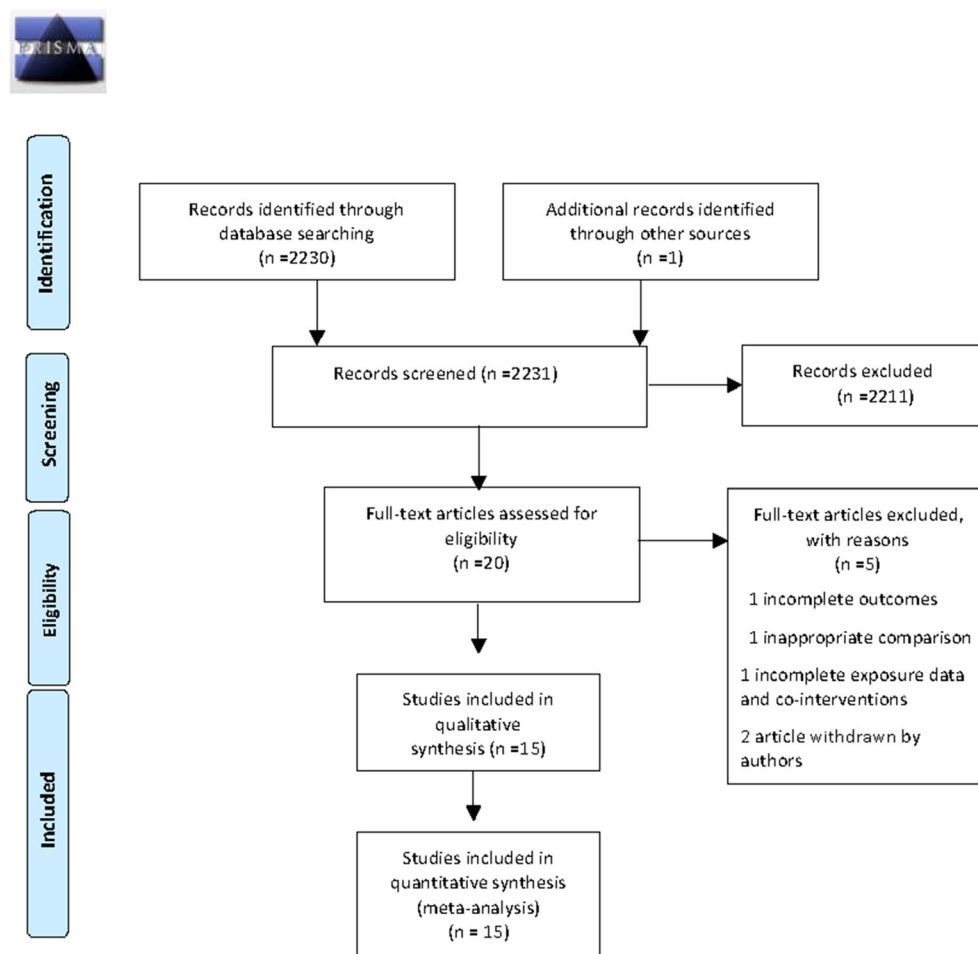 PRISMA
Identification
Records identified through
database searching
(n =2230)
Additional records identified
through other sources
(n =1)
Screening
Records screened (n =2231)
Records excluded
(n =2211)
Eligibility
Full-text articles assessed for
eligibility
(n =20)
Full-text articles excluded,
with reasons
(n =5)
1 incomplete outcomes
1 inappropriate comparison
1 incomplete exposure data
and co-interventions
2 article withdrawn by
authors
Included
Studies included in
qualitative
synthesis (n =15)
Studies included in
quantitative synthesis
(meta-analysis)
(n = 15)